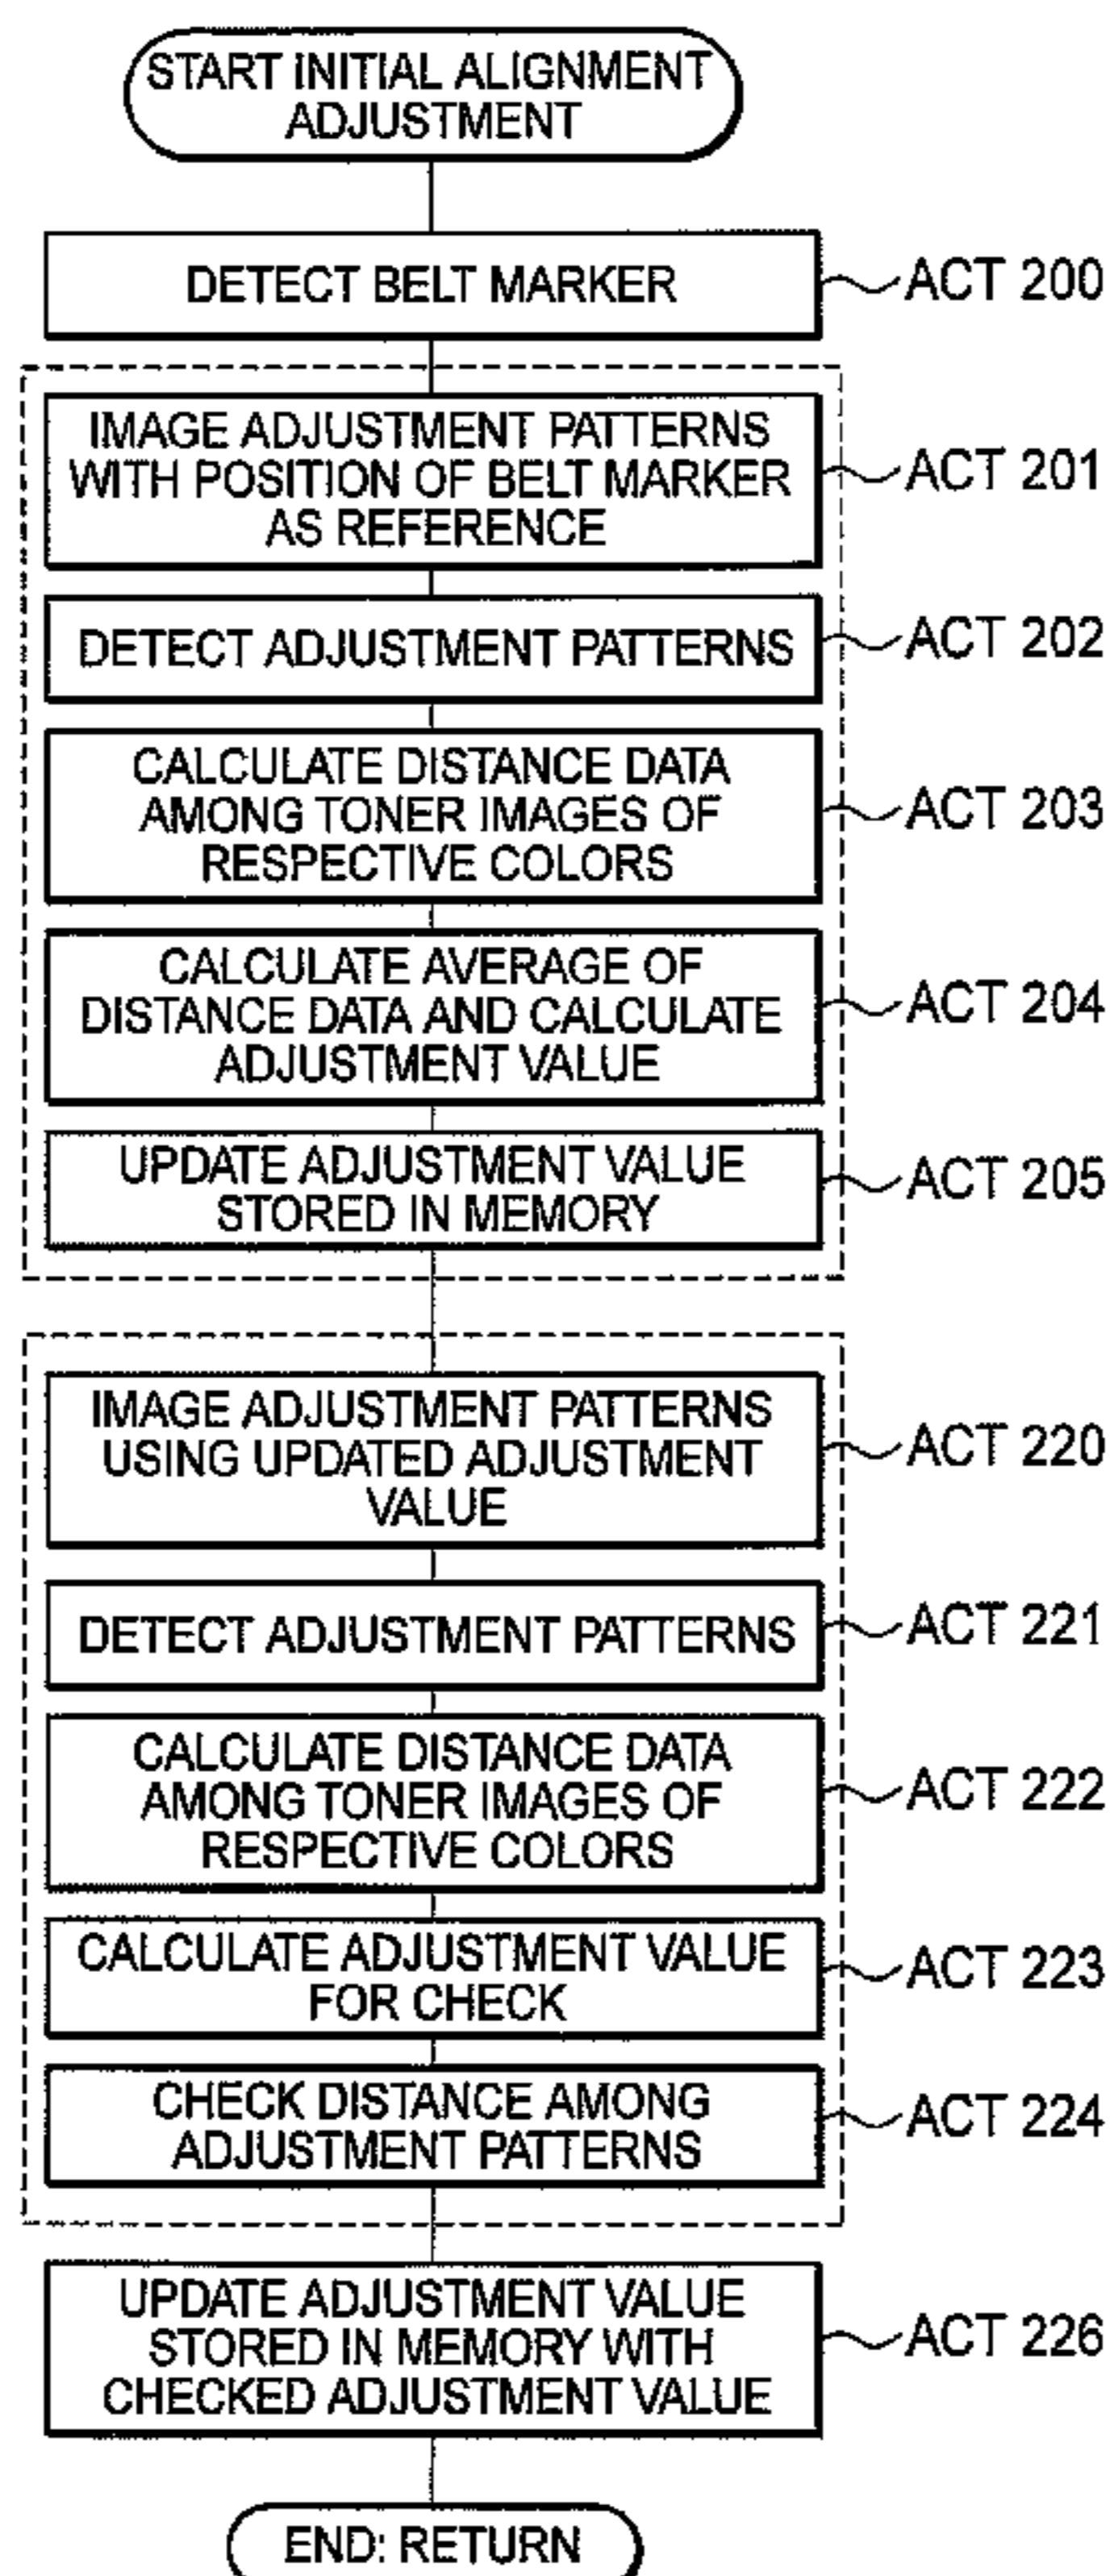 START INITIAL ALIGNMENT
ADJUSTMENT
DETECT BELT MARKER
ACT 200
IMAGE ADJUSTMENT PATTERNS
WITH POSITION OF BELT MARKER
AS REFERENCE
ACT 201
DETECT ADJUSTMENT PATTERNS
ACT 202
CALCULATE DISTANCE DATA
AMONG TONER IMAGES OF
RESPECTIVE COLORS
ACT 203
CALCULATE AVERAGE OF
DISTANCE DATA AND CALCULATE
ADJUSTMENT VALUE
ACT 204
UPDATE ADJUSTMENT VALUE
STORED IN MEMORY
ACT 205
IMAGE ADJUSTMENT PATTERNS
USING UPDATED ADJUSTMENT
VALUE
ACT 220
DETECT ADJUSTMENT PATTERNS
ACT 221
CALCULATE DISTANCE DATA
AMONG TONER IMAGES OF
RESPECTIVE COLORS
ACT 222
CALCULATE ADJUSTMENT VALUE
FOR CHECK
ACT 223
CHECK DISTANCE AMONG
ADJUSTMENT PATTERNS
ACT 224
UPDATE ADJUSTMENT VALUE
STORED IN MEMORY WITH
CHECKED ADJUSTMENT VALUE
ACT 226
END: RETURN